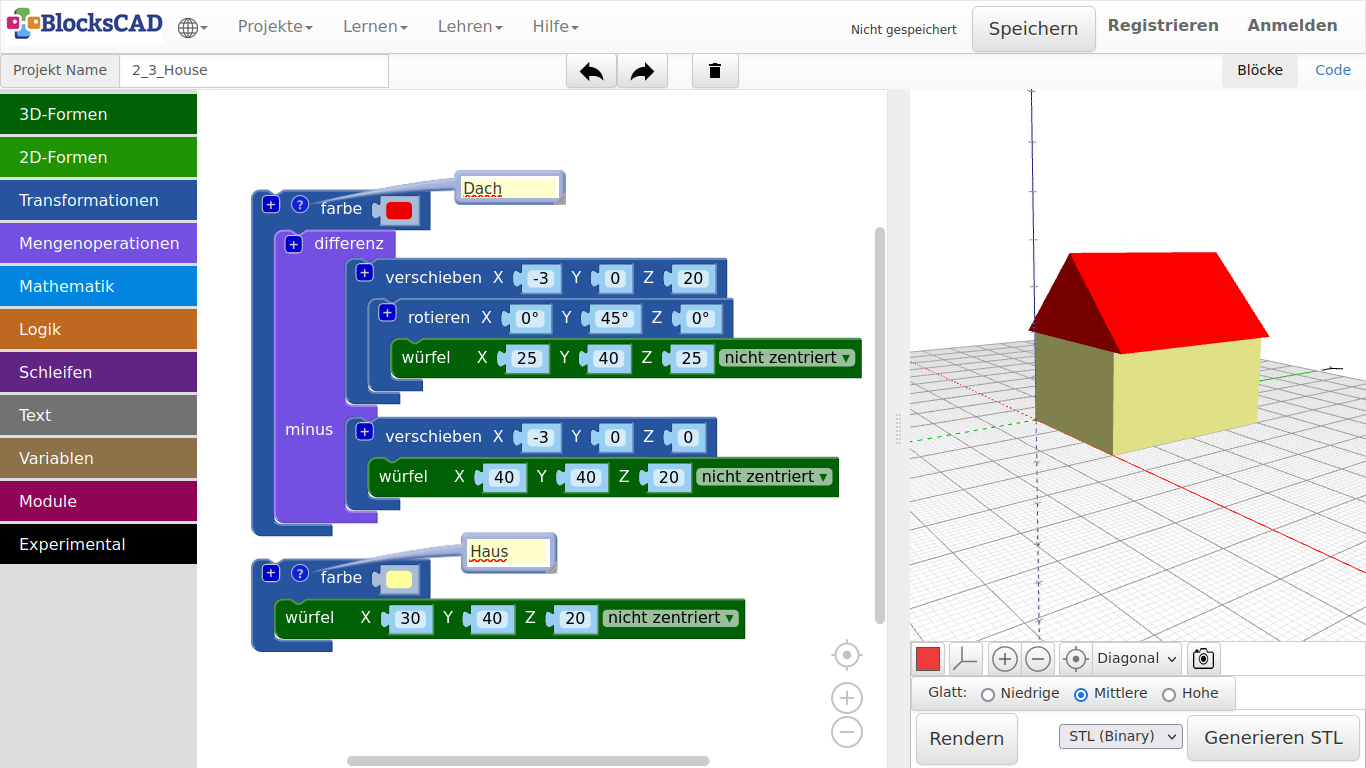 BlocksCAD
Projekte Lernen Lehren Hilfe
Nicht gespeichert Speichern Registrieren Anmelden
Projekt Name 2_3_House
Blöcke Code
3D-Formen
2D-Formen
Transformationen
Mengenoperationen
Mathematik
Logik
Schleifen
Text
Variablen
Module
Experimental
Dach
+ ? farbe
+ differenz
+ verschieben X -3 Y 0 Z 20
+ rotieren X 0° Y 45° Z 0°
würfel X 25 Y 40 Z 25 nicht zentriert ▾
minus
+ verschieben X -3 Y 0 Z 0
würfel X 40 Y 40 Z 20 nicht zentriert ▾
Haus
+ ? farbe
würfel X 30 Y 40 Z 20 nicht zentriert ▾
Diagonal
Glatt: Niedrige Mittlere Hohe
Rendern STL (Binary) Generieren STL